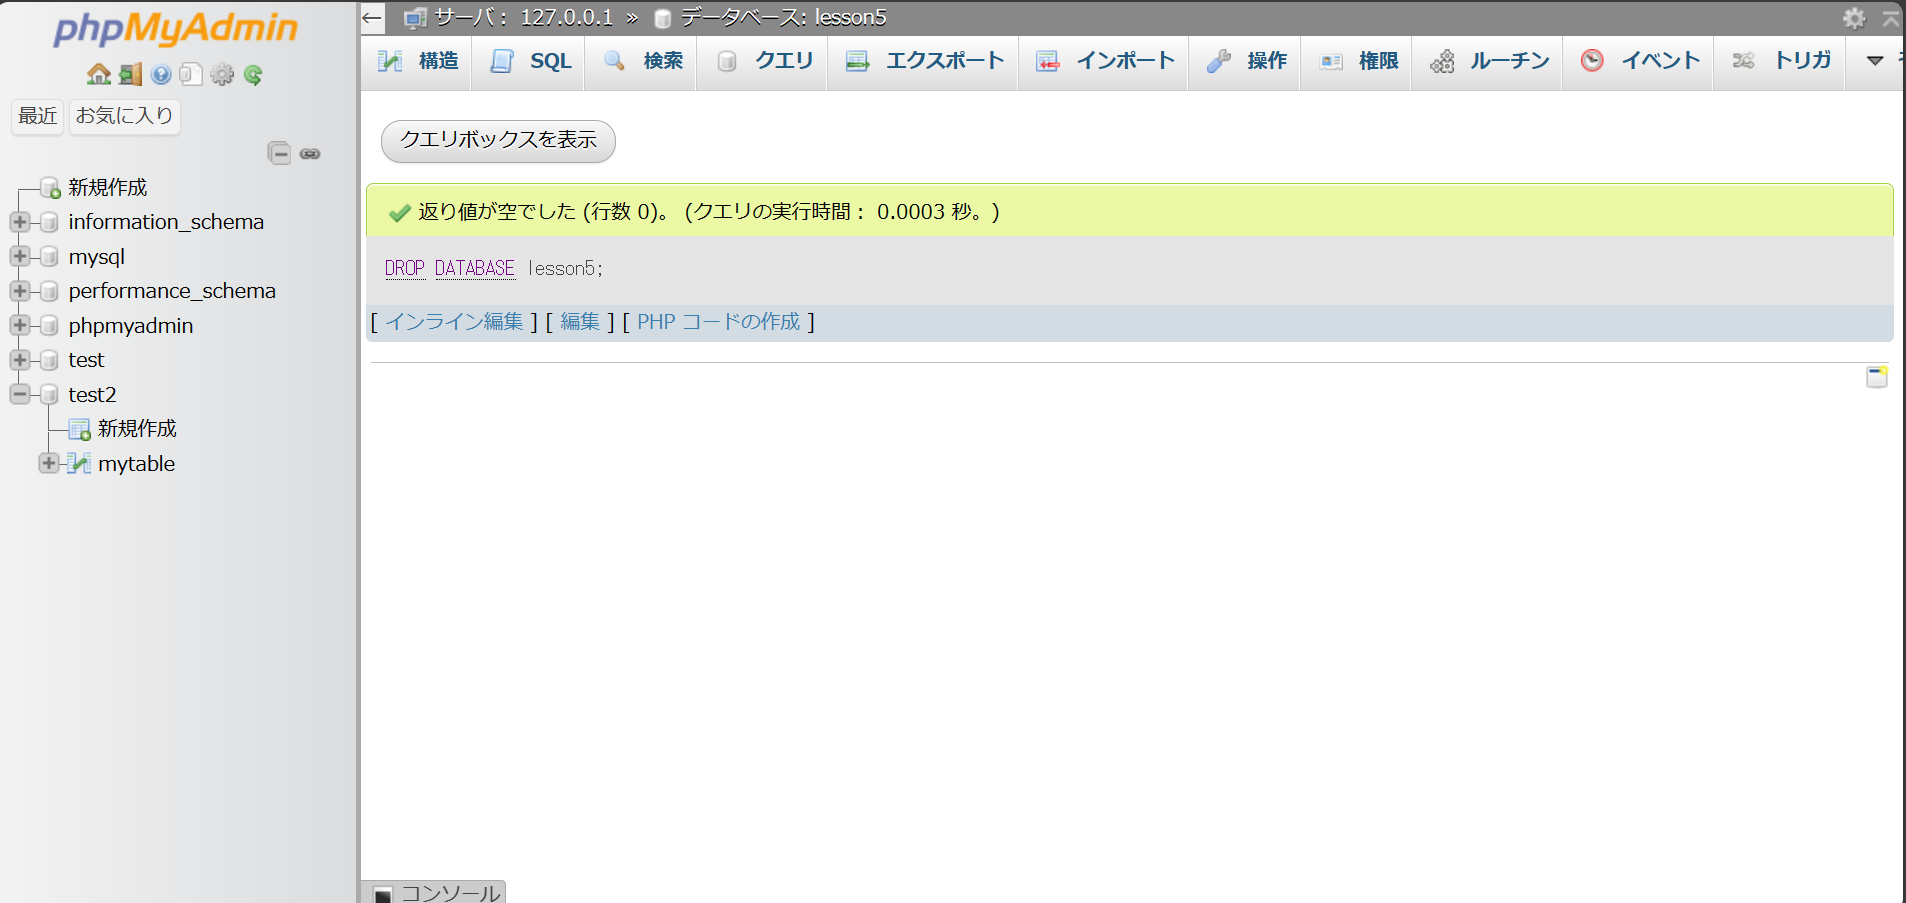 phpMyAdmin
最近 お気に入り
新規作成
information_schema
mysql
performance_schema
phpmyadmin
test
test2
新規作成
mytable
サーバ: 127.0.0.1 » データベース: lesson5
構造 SQL 検索 クエリ エクスポート インポート 操作 権限 ルーチン イベント トリガ
クエリボックスを表示
返り値が空でした (行数 0)。 (クエリの実行時間: 0.0003 秒。)
DROP DATABASE lesson5;
[ インライン編集 ] [ 編集 ] [ PHP コードの作成 ]
コンソール